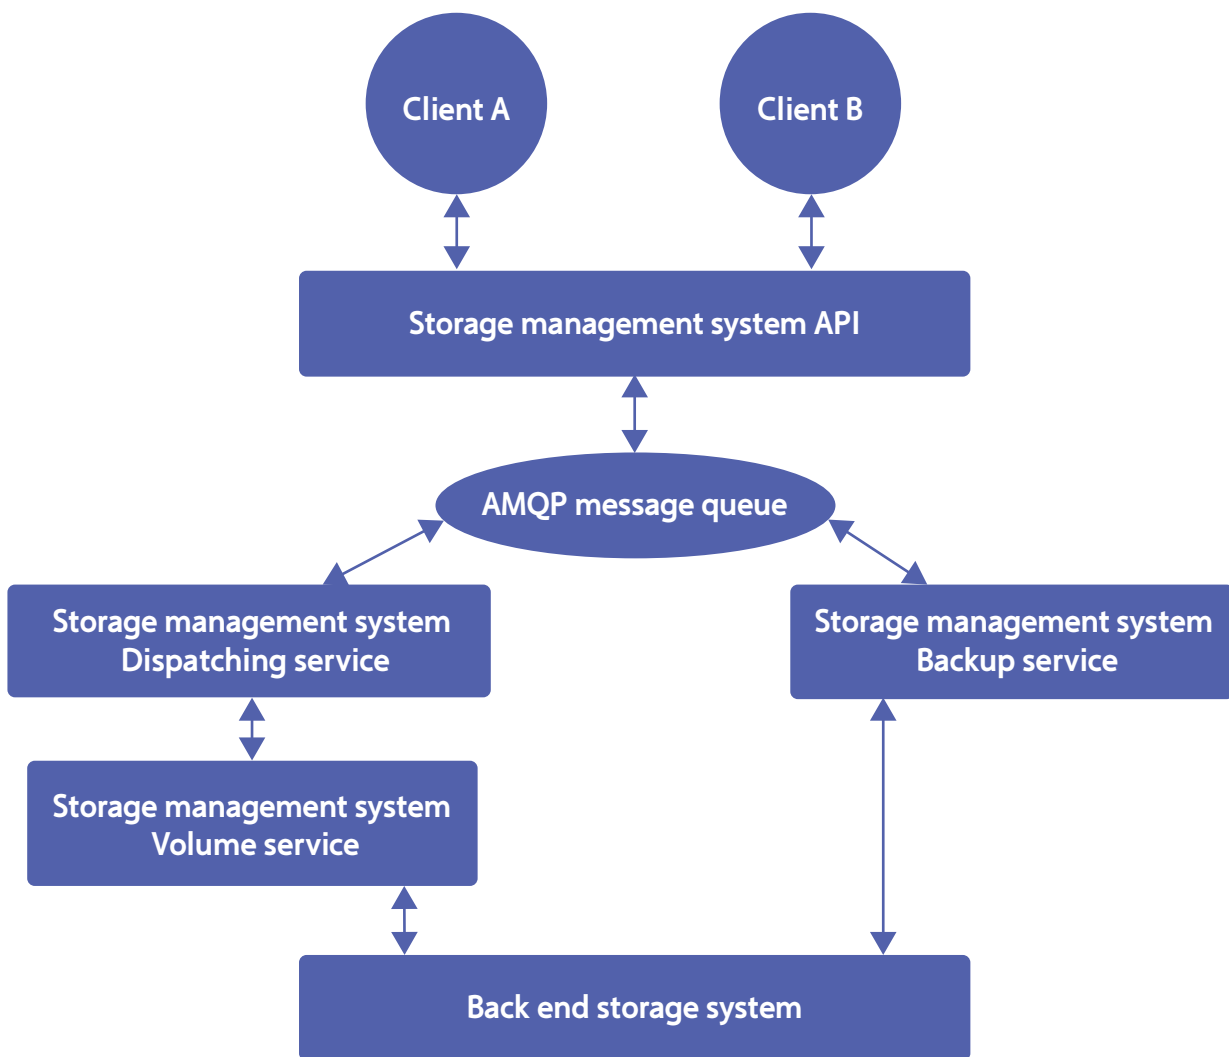 Client A
Client B
Storage management system API
AMQP message queue
Storage management system
Dispatching service
Storage management system
Backup service
Storage management system
Volume service
Back end storage system